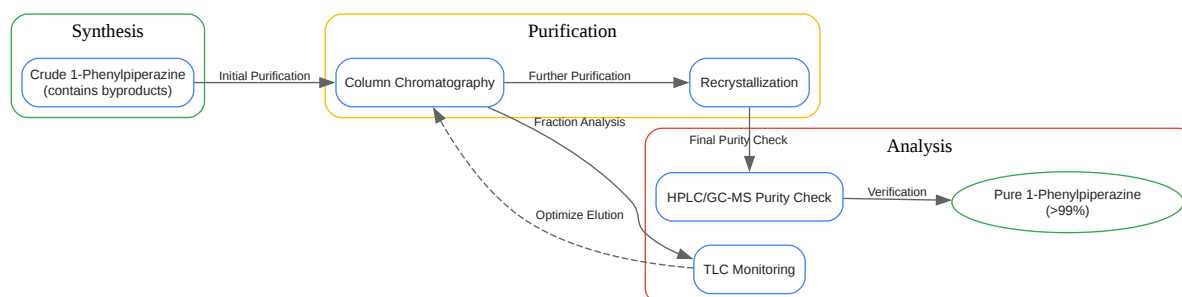 Synthesis
Purification
Crude 1-Phenylpiperazine
(contains byproducts)
Initial Purification
Column Chromatography
Further Purification
Recrystallization
Fraction Analysis
Final Purity Check
Analysis
HPLC/GC-MS Purity Check
Verification
Pure 1-Phenylpiperazine
(>99%)
Optimize Elution
TLC Monitoring